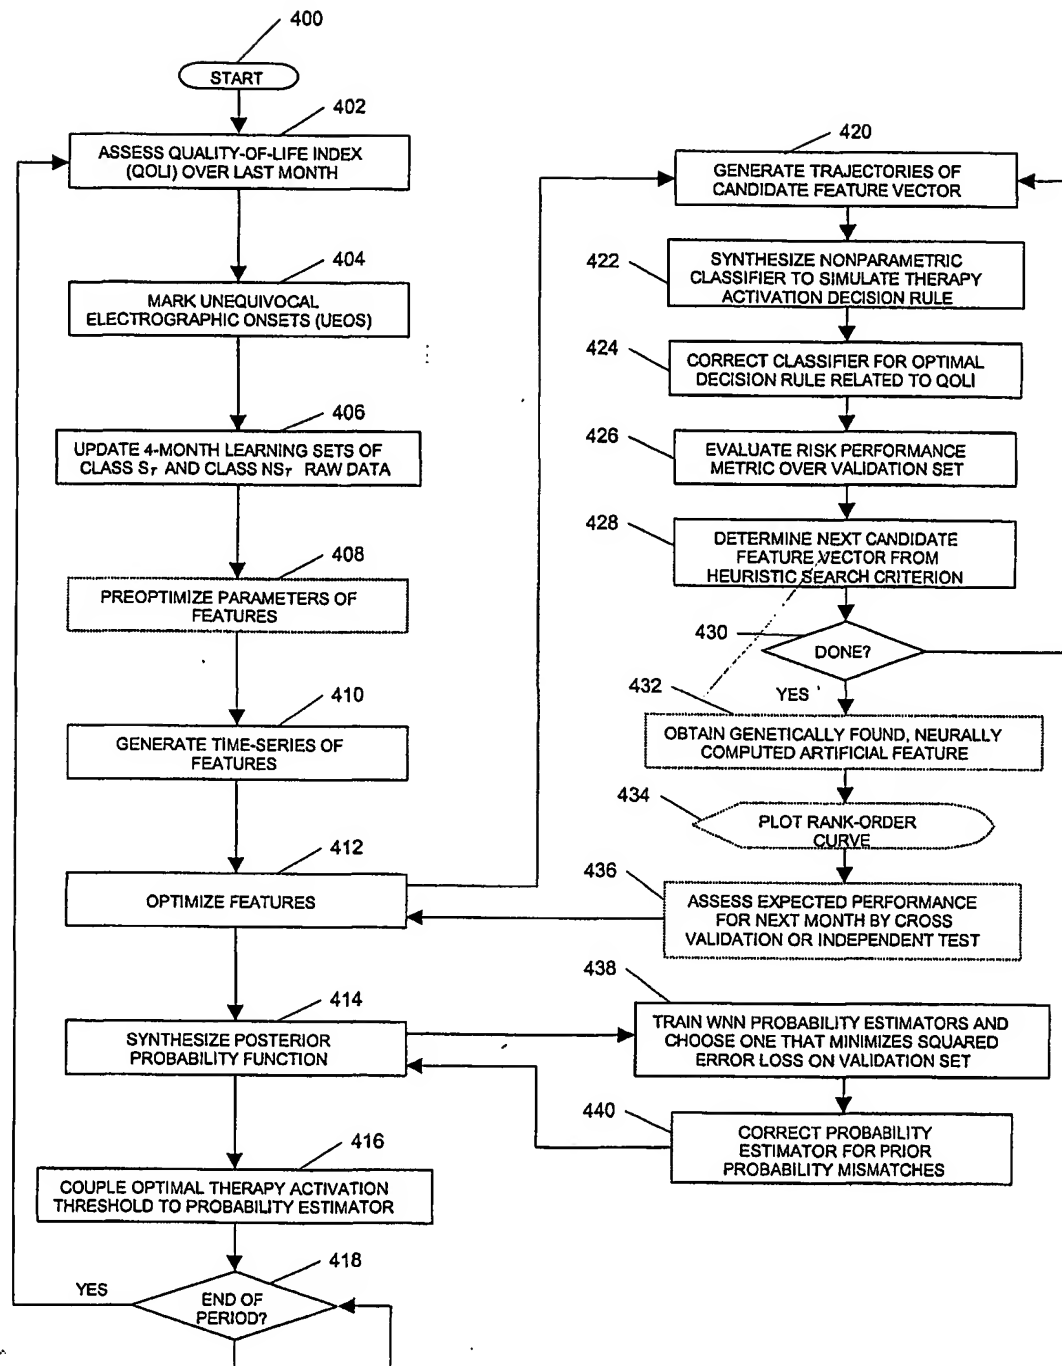 400
START
402
ASSESS QUALITY-OF-LIFE INDEX
(QOLI) OVER LAST MONTH
404
MARK UNEQUIVOCAL
ELECTROGRAPHIC ONSETS (UEOS)
406
UPDATE 4-MONTH LEARNING SETS OF
CLASS S_T AND CLASS NS_T RAW DATA
408
PREOPTIMIZE PARAMETERS OF
FEATURES
410
GENERATE TIME-SERIES OF
FEATURES
412
OPTIMIZE FEATURES
414
SYNTHESIZE POSTERIOR
PROBABILITY FUNCTION
416
COUPLE OPTIMAL THERAPY ACTIVATION
THRESHOLD TO PROBABILITY ESTIMATOR
418
YES
END OF
PERIOD?
420
GENERATE TRAJECTORIES OF
CANDIDATE FEATURE VECTOR
422
SYNTHESIZE NONPARAMETRIC
CLASSIFIER TO SIMULATE THERAPY
ACTIVATION DECISION RULE
424
CORRECT CLASSIFIER FOR OPTIMAL
DECISION RULE RELATED TO QOLI
426
EVALUATE RISK PERFORMANCE
METRIC OVER VALIDATION SET
428
DETERMINE NEXT CANDIDATE
FEATURE VECTOR FROM
HEURISTIC SEARCH CRITERION
430
DONE?
YES
432
OBTAIN GENETICALLY FOUND, NEURALLY
COMPUTED ARTIFICIAL FEATURE
434
PLOT RANK-ORDER
CURVE
436
ASSESS EXPECTED PERFORMANCE
FOR NEXT MONTH BY CROSS
VALIDATION OR INDEPENDENT TEST
438
TRAIN WNN PROBABILITY ESTIMATORS AND
CHOOSE ONE THAT MINIMIZES SQUARED
ERROR LOSS ON VALIDATION SET
440
CORRECT PROBABILITY
ESTIMATOR FOR PRIOR
PROBABILITY MISMATCHES